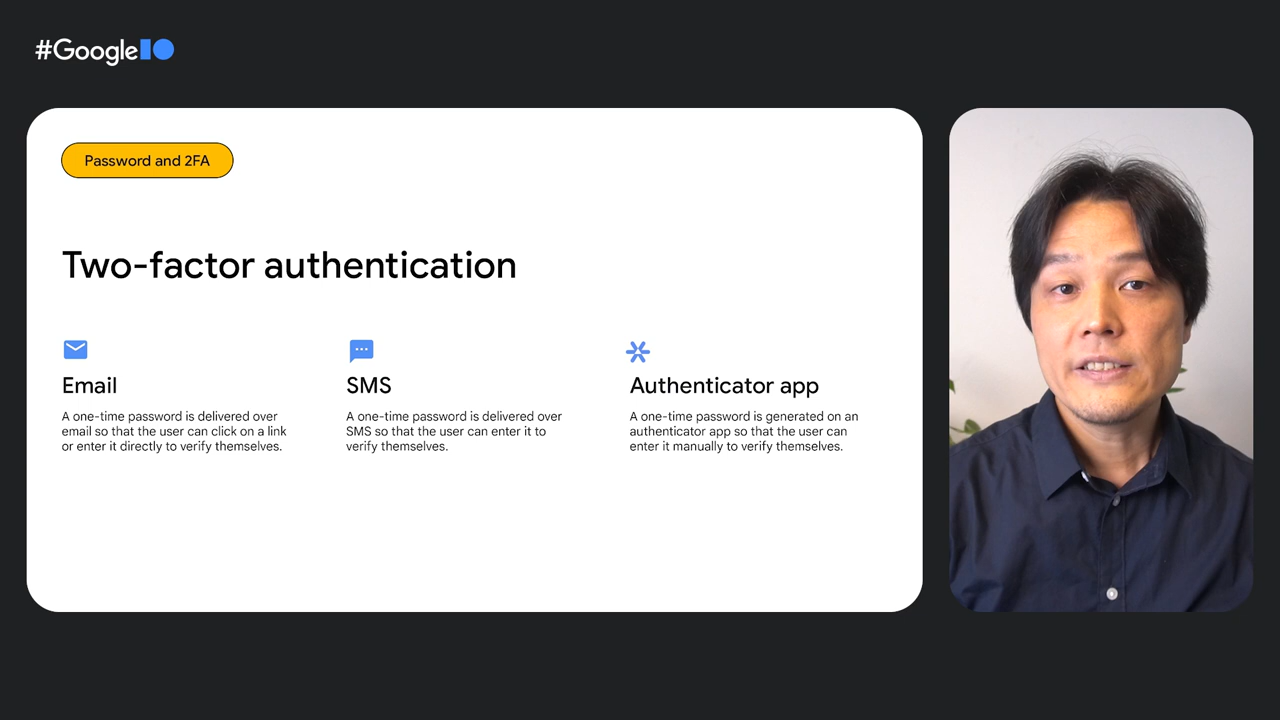 #GoogleIO
Password and 2FA
Two-factor authentication
Email
A one-time password is delivered over
email so that the user can click on a link
or enter it directly to verify themselves.
SMS
A one-time password is delivered over
SMS so that the user can enter it to
verify themselves.
Authenticator app
A one-time password is generated on an
authenticator app so that the user can
enter it manually to verify themselves.